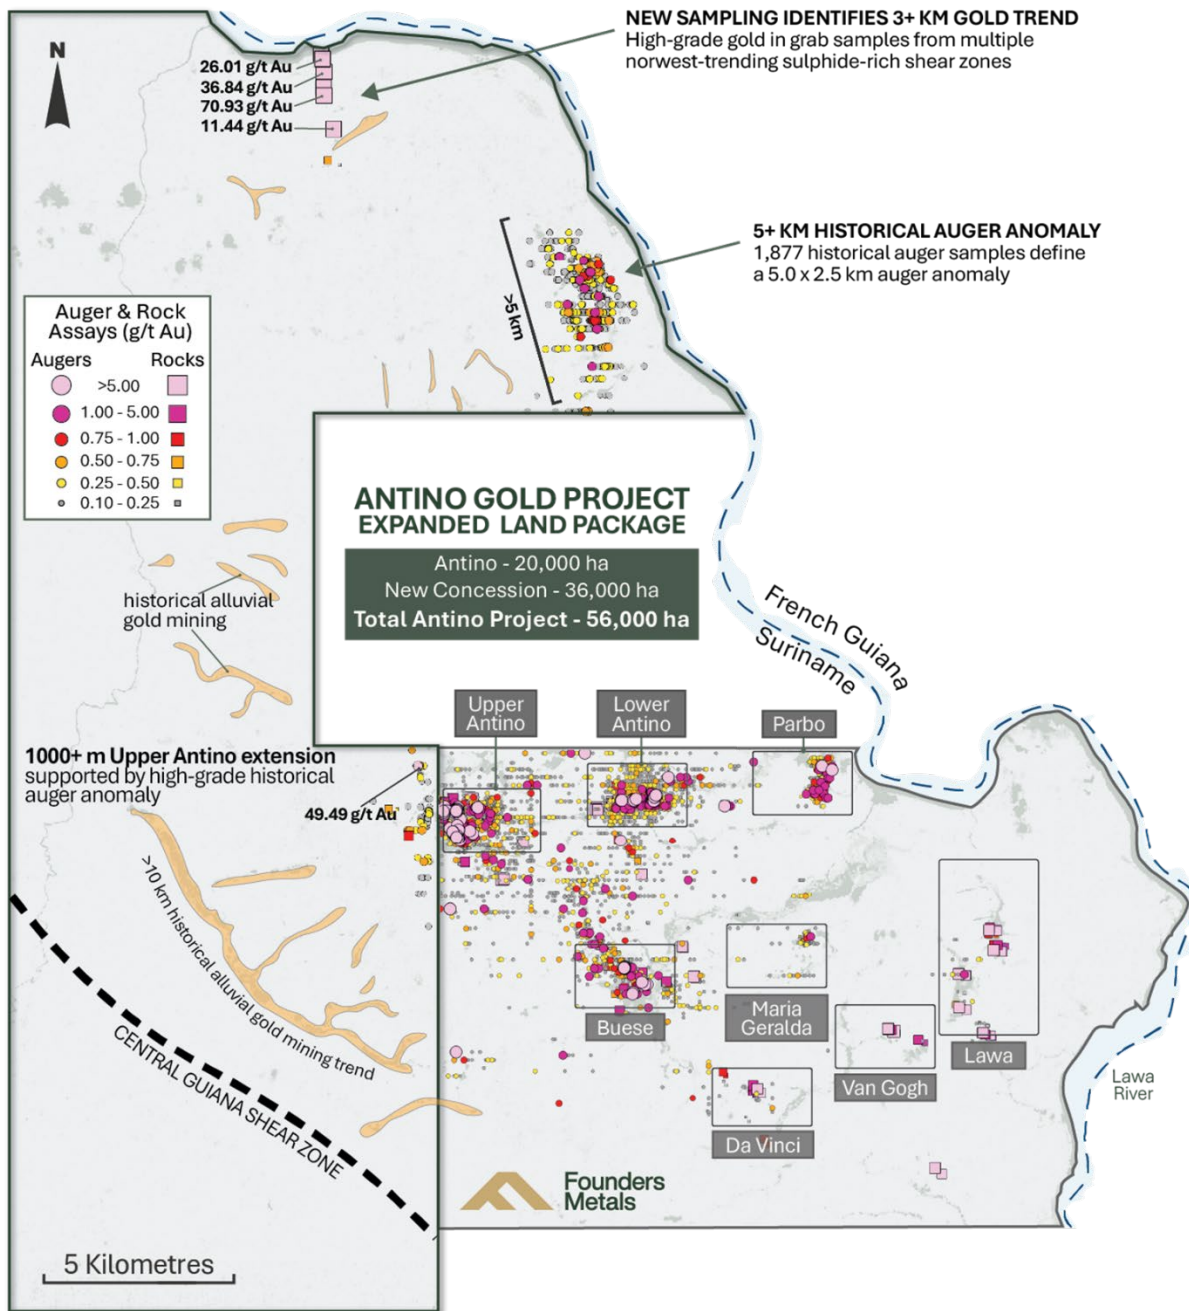 NEW SAMPLING IDENTIFIES 3+ KM GOLD TREND
High-grade gold in grab samples from multiple
norwest-trending sulphide-rich shear zones
N
26.01 g/t Au
36.84 g/t Au
70.93 g/t Au
11.44 g/t Au
5+ KM HISTORICAL AUGER ANOMALY
1,877 historical auger samples define
a 5.0 x 2.5 km auger anomaly
>5 km
Auger & Rock
Assays (g/t Au)
Augers Rocks
>5.00
1.00 - 5.00
0.75 - 1.00
0.50 - 0.75
0.25 - 0.50
0.10 - 0.25
ANTINO GOLD PROJECT
EXPANDED LAND PACKAGE
Antino - 20,000 ha
New Concession - 36,000 ha
Total Antino Project - 56,000 ha
historical alluvial
gold mining
French Guiana
Suriname
Upper
Antino
Lower
Antino
Parbo
1000+ m Upper Antino extension
supported by high-grade historical
auger anomaly
49.49 g/t Au
>10 km historical alluvial gold mining trend
CENTRAL GUIANA SHEAR ZONE
Buese
Maria
Geralda
Van Gogh
Lawa
Lawa
River
Da Vinci
Founders
Metals
5 Kilometres